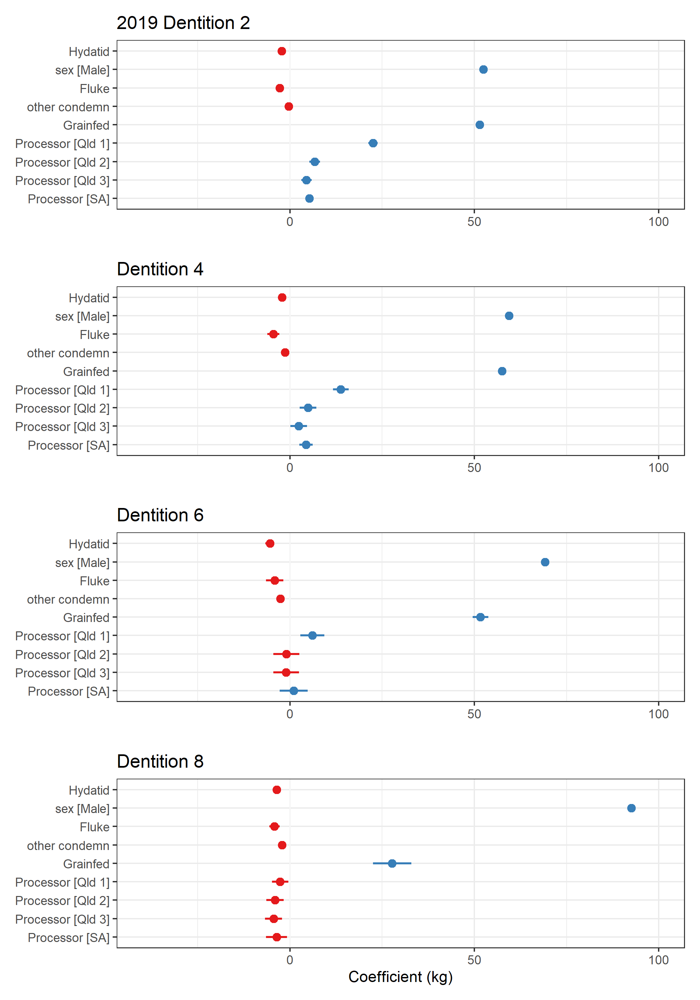 2019 Dentition 2
Hydatid
sex [Male]
Fluke
other condemn
Grainfed
Processor [Qld 1]
Processor [Qld 2]
Processor [Qld 3]
Processor [SA]
0 50 100
Dentition 4
Hydatid
sex [Male]
Fluke
other condemn
Grainfed
Processor [Qld 1]
Processor [Qld 2]
Processor [Qld 3]
Processor [SA]
0 50 100
Dentition 6
Hydatid
sex [Male]
Fluke
other condemn
Grainfed
Processor [Qld 1]
Processor [Qld 2]
Processor [Qld 3]
Processor [SA]
0 50 100
Dentition 8
Hydatid
sex [Male]
Fluke
other condemn
Grainfed
Processor [Qld 1]
Processor [Qld 2]
Processor [Qld 3]
Processor [SA]
0 50 100
Coefficient (kg)